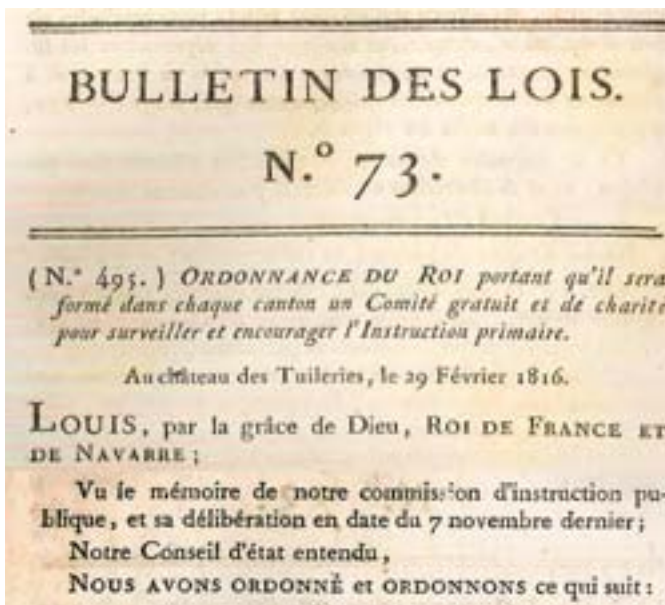 BULLETIN DES LOIS.
N.º 73.
(N.º 495.) ORDONNANCE DU ROI portant qu'il sera
formé dans chaque canton un Comité gratuit et de charité
pour surveiller et encourager l'Instruction primaire.
Au château des Tuileries, le 29 Février 1816.
LOUIS, par la grâce de Dieu, ROI DE FRANCE ET
DE NAVARRE;
Vu le mémoire de notre commission d'instruction pu-
blique, et sa délibération en date du 7 novembre dernier;
Notre Conseil d'état entendu,
NOUS AVONS ORDONNÉ et ORDONNONS ce qui suit: